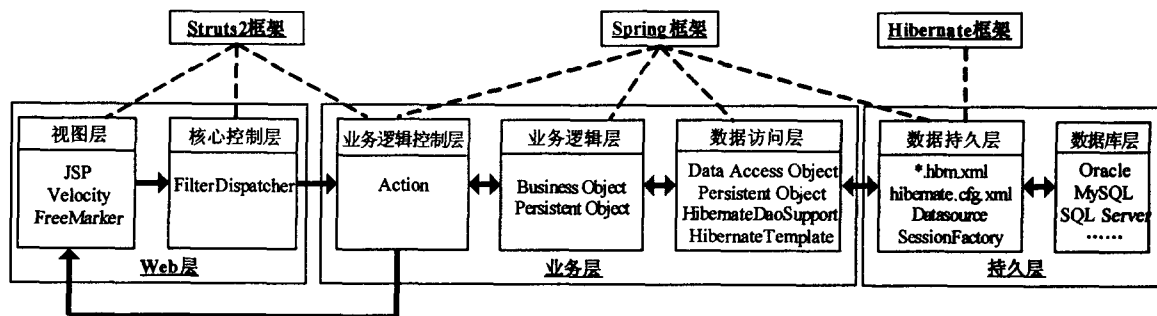 Struts2框架
Spring框架
Hibernate框架
视图层
JSP
Velocity
FreeMarker
核心控制层
FilterDispatcher
Web层
业务逻辑控制层
Action
业务逻辑层
Business Object
Persistent Object
数据访问层
Data Access Object
Persistent Object
HibernateDaoSupport
HibernateTemplate
业务层
数据持久层
*.hbm.xml
hibernate.cfg.xml
Datasource
SessionFactory
数据库层
Oracle
MySQL
SQL Server
……
持久层